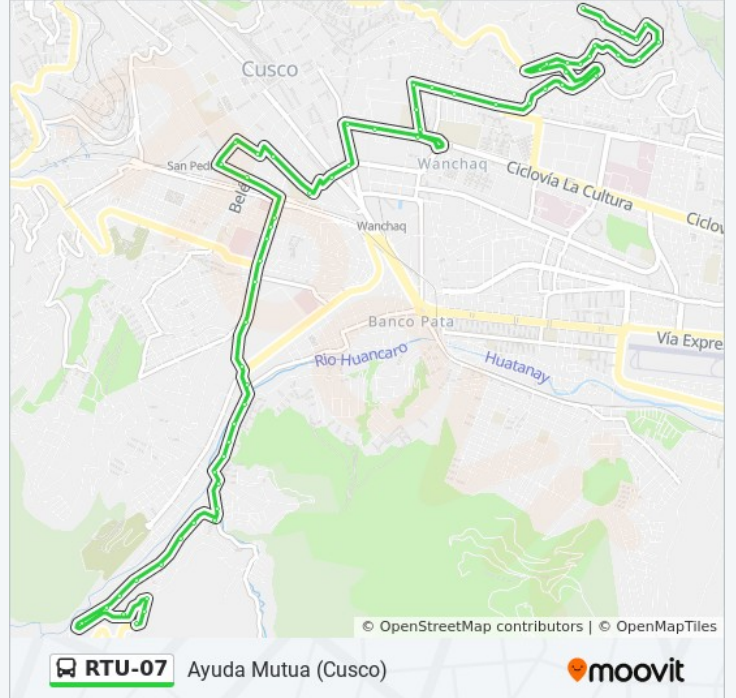 Cusco
San Ped
Belé
Wanchaq
Ciclovía La Cultura
Ciclov
Wanchaq
Banco Pata
Vía Expre
Rio Huancaro
Huatanay
© OpenStreetMap contributors | © OpenMapTiles
RTU-07 Ayuda Mutua (Cusco) moovit